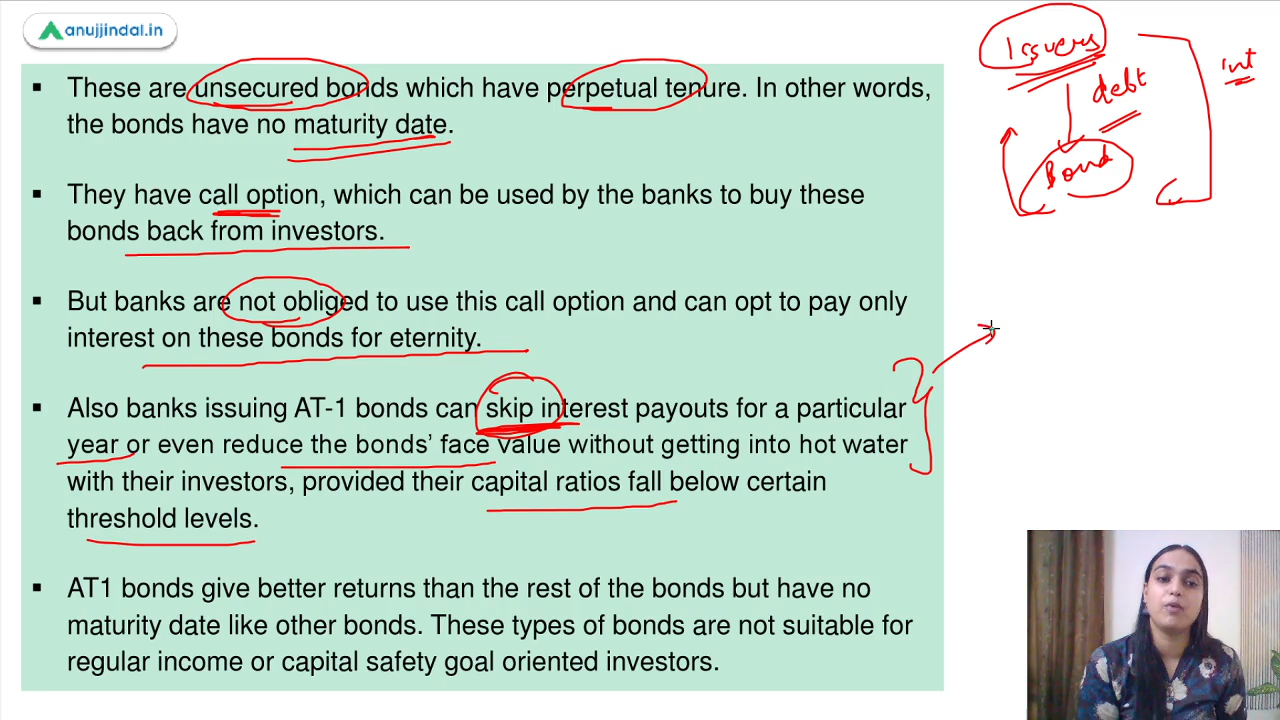 anujjindal.in
▪ These are unsecured bonds which have perpetual tenure. In other words,
the bonds have no maturity date.
▪ They have call option, which can be used by the banks to buy these
bonds back from investors.
▪ But banks are not obliged to use this call option and can opt to pay only
interest on these bonds for eternity.
▪ Also banks issuing AT-1 bonds can skip interest payouts for a particular
year or even reduce the bonds’ face value without getting into hot water
with their investors, provided their capital ratios fall below certain
threshold levels.
▪ AT1 bonds give better returns than the rest of the bonds but have no
maturity date like other bonds. These types of bonds are not suitable for
regular income or capital safety goal oriented investors.
Issuers
int
debt
Bond